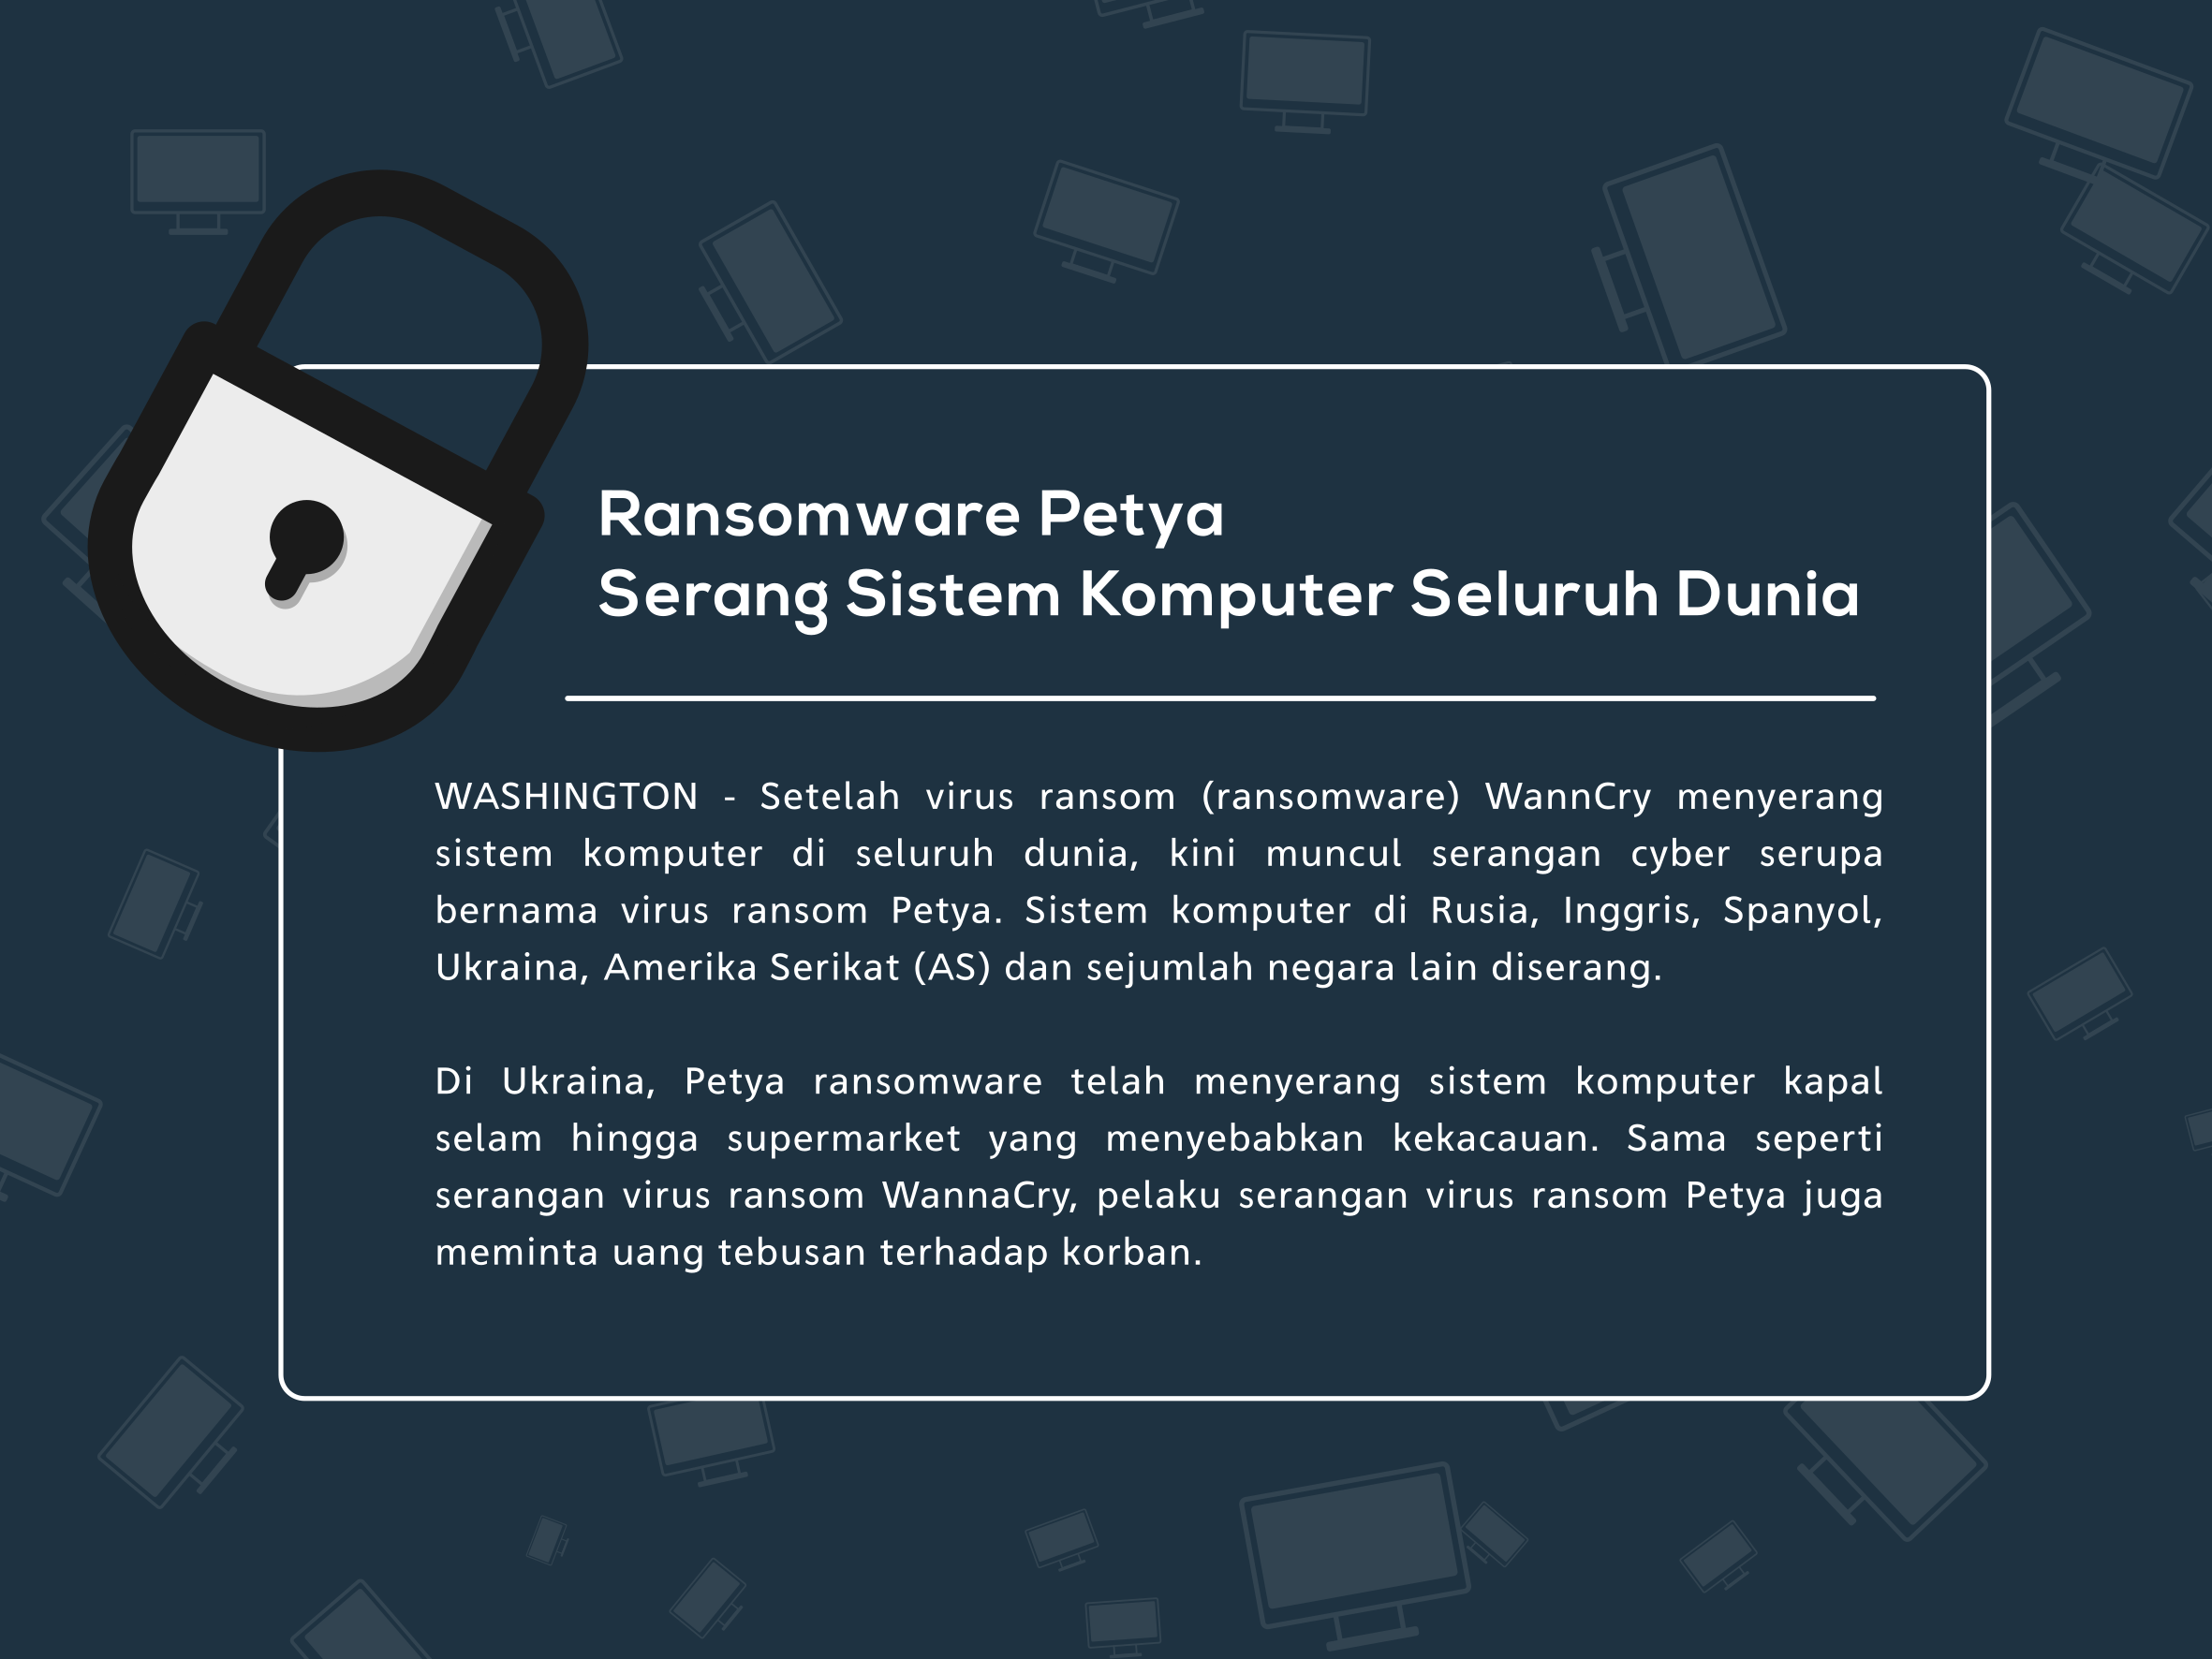 Ransomware Petya
Serang Sistem Komputer Seluruh Dunia
WASHINGTON - Setelah virus ransom (ransomware) WannCry menyerang
sistem komputer di seluruh dunia, kini muncul serangan cyber serupa
bernama virus ransom Petya. Sistem komputer di Rusia, Inggris, Spanyol,
Ukraina, Amerika Serikat (AS) dan sejumlah negara lain diserang.
Di Ukraina, Petya ransomware telah menyerang sistem komputer kapal
selam hingga supermarket yang menyebabkan kekacauan. Sama seperti
serangan virus ransom WannaCry, pelaku serangan virus ransom Petya juga
meminta uang tebusan terhadap korban.